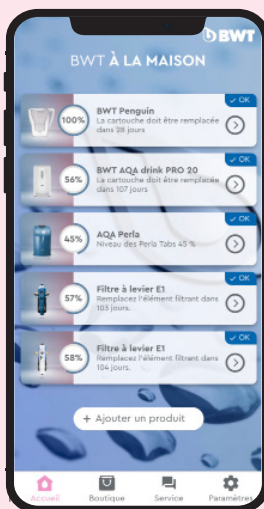 BWT
BWT À LA MAISON
✓ OK
100%
BWT Penguin
La cartouche doit être remplacée
dans 28 jours
✓ OK
56%
BWT AQA drink PRO 20
La cartouche doit être remplacée
dans 107 jours
✓ OK
45%
AQA Perla
Niveau des Perla Tabs 45 %
✓ OK
57%
Filtre à levier E1
Remplacez l'élément filtrant dans
103 jours.
✓ OK
58%
Filtre à levier E1
Remplacez l'élément filtrant dans
104 jours.
+ Ajouter un produit
Accueil
Boutique
Service
Paramètres